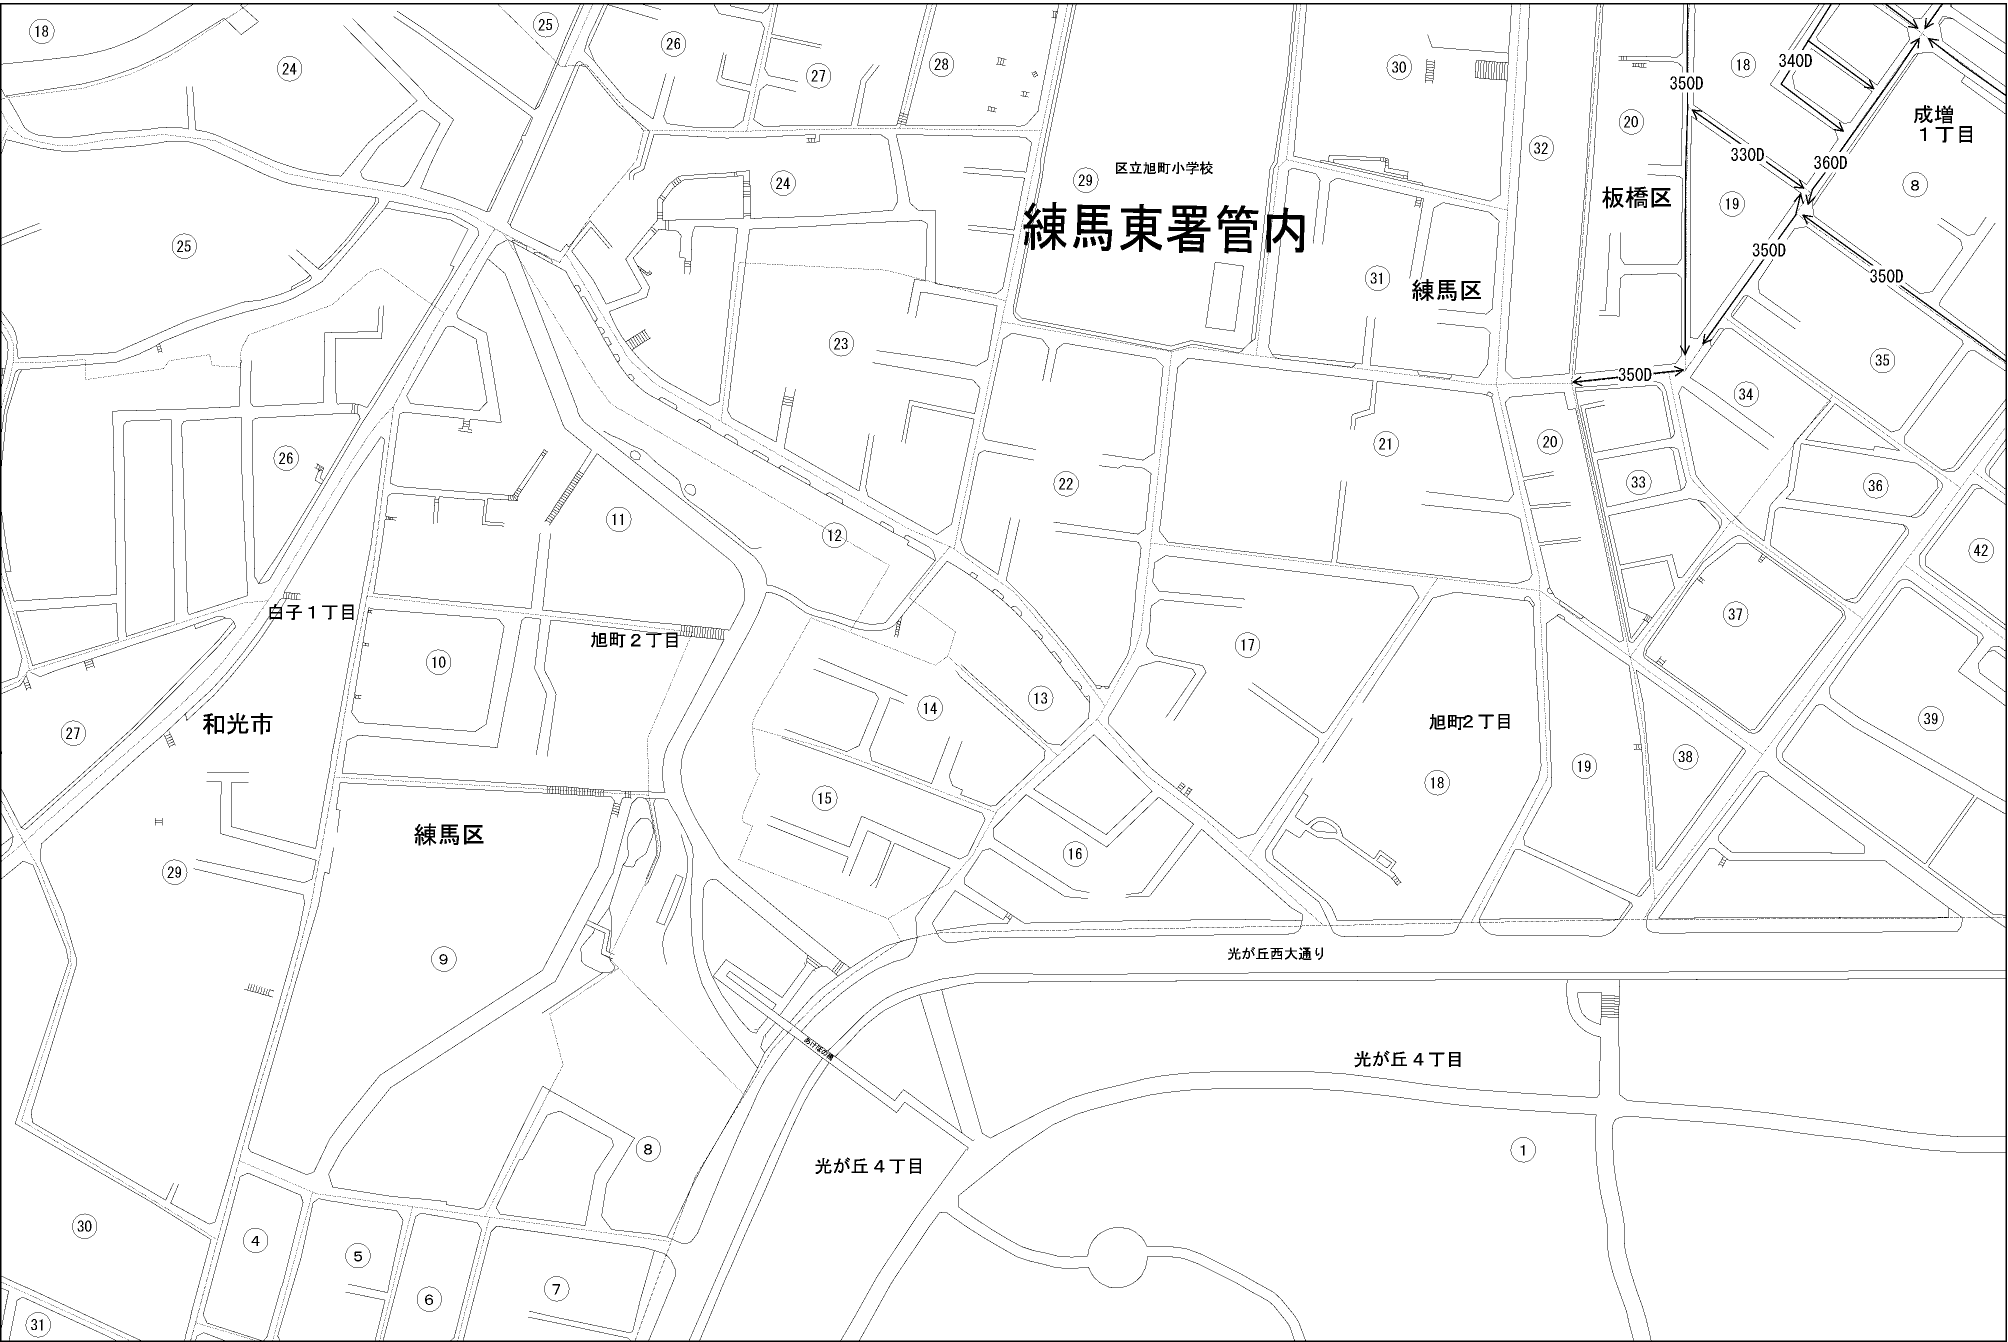 18
24
25
26
27
28
30
32
20
350D
18
340D
成増
1丁目
330D
360D
8
25
24
29
区立旭町小学校
練馬東署管内
31
練馬区
板橋区
19
350D
350D
23
350D
35
34
26
22
21
20
33
36
11
12
42
白子1丁目
旭町2丁目
10
17
37
13
14
27
和光市
旭町2丁目
39
15
18
19
38
練馬区
16
29
9
光が丘西大通り
あけぼの橋
光が丘4丁目
8
光が丘4丁目
1
30
4
5
6
7
31